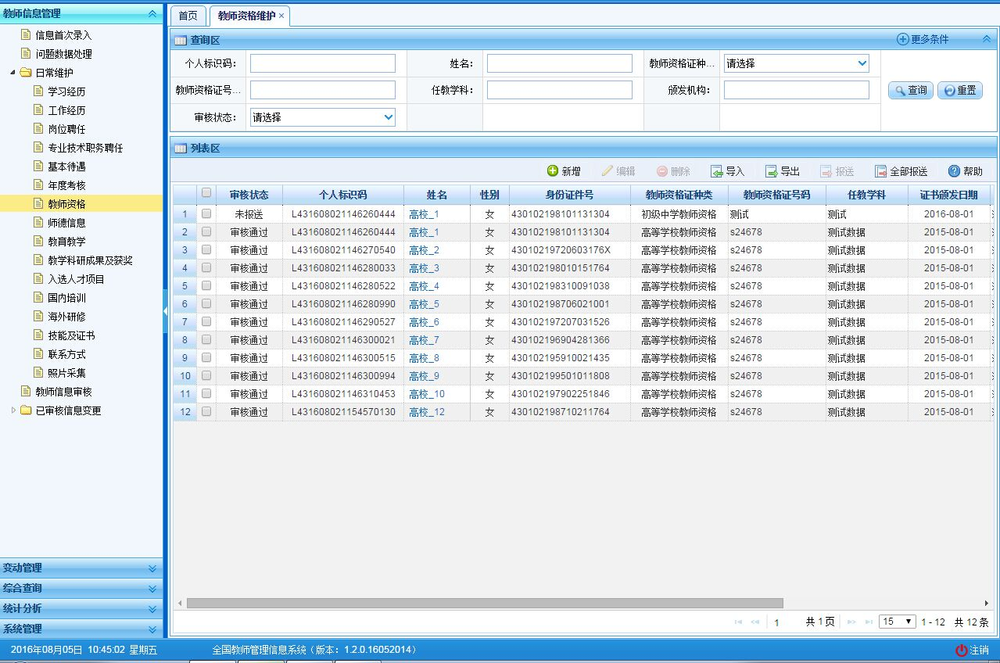 教师信息管理
信息首次录入
问题数据处理
日常维护
学习经历
工作经历
岗位聘任
专业技术职务聘任
基本待遇
年度考核
教师资格
师德信息
教育教学
教学科研成果及获奖
入选人才项目
国内培训
海外研修
技能及证书
联系方式
照片采集
教师信息审核
已审核信息变更
变动管理
综合查询
统计分析
系统管理
首页 教师资格维护 ×
查询区 更多条件
个人标识码： 姓名： 教师资格证种... 请选择
教师资格证号... 任教学科： 颁发机构： 查询 重置
审核状态： 请选择
列表区
新增 编辑 删除 导入 导出 报送 全部报送 帮助
审核状态 个人标识码 姓名 性别 身份证件号 教师资格证种类 教师资格证号码 任教学科 证书颁发日期
1 未报送 L431608021146260444 高校_1 女 430102198101131304 初级中学教师资格 测试 测试 2016-08-01
2 审核通过 L431608021146260444 高校_1 女 430102198101131304 高等学校教师资格 s24678 测试数据 2015-08-01
3 审核通过 L431608021146270540 高校_2 女 43010219720603176X 高等学校教师资格 s24678 测试数据 2015-08-01
4 审核通过 L431608021146280033 高校_3 女 430102198010151764 高等学校教师资格 s24678 测试数据 2015-08-01
5 审核通过 L431608021146280522 高校_4 女 430102198310091038 高等学校教师资格 s24678 测试数据 2015-08-01
6 审核通过 L431608021146280990 高校_5 女 430102198706021001 高等学校教师资格 s24678 测试数据 2015-08-01
7 审核通过 L431608021146290527 高校_6 女 430102197207031526 高等学校教师资格 s24678 测试数据 2015-08-01
8 审核通过 L431608021146300021 高校_7 女 430102196904281366 高等学校教师资格 s24678 测试数据 2015-08-01
9 审核通过 L431608021146300515 高校_8 女 430102195910021435 高等学校教师资格 s24678 测试数据 2015-08-01
10 审核通过 L431608021146300994 高校_9 女 430102199501011808 高等学校教师资格 s24678 测试数据 2015-08-01
11 审核通过 L431608021146310453 高校_10 女 430102197902251846 高等学校教师资格 s24678 测试数据 2015-08-01
12 审核通过 L431608021154570130 高校_12 女 430102198710211764 高等学校教师资格 s24678 测试数据 2015-08-01
1 共 1 页 15 1 - 12 共 12 条
2016年08月05日 10:45:02 星期五 全国教师管理信息系统（版本：1.2.0.16052014） 注销